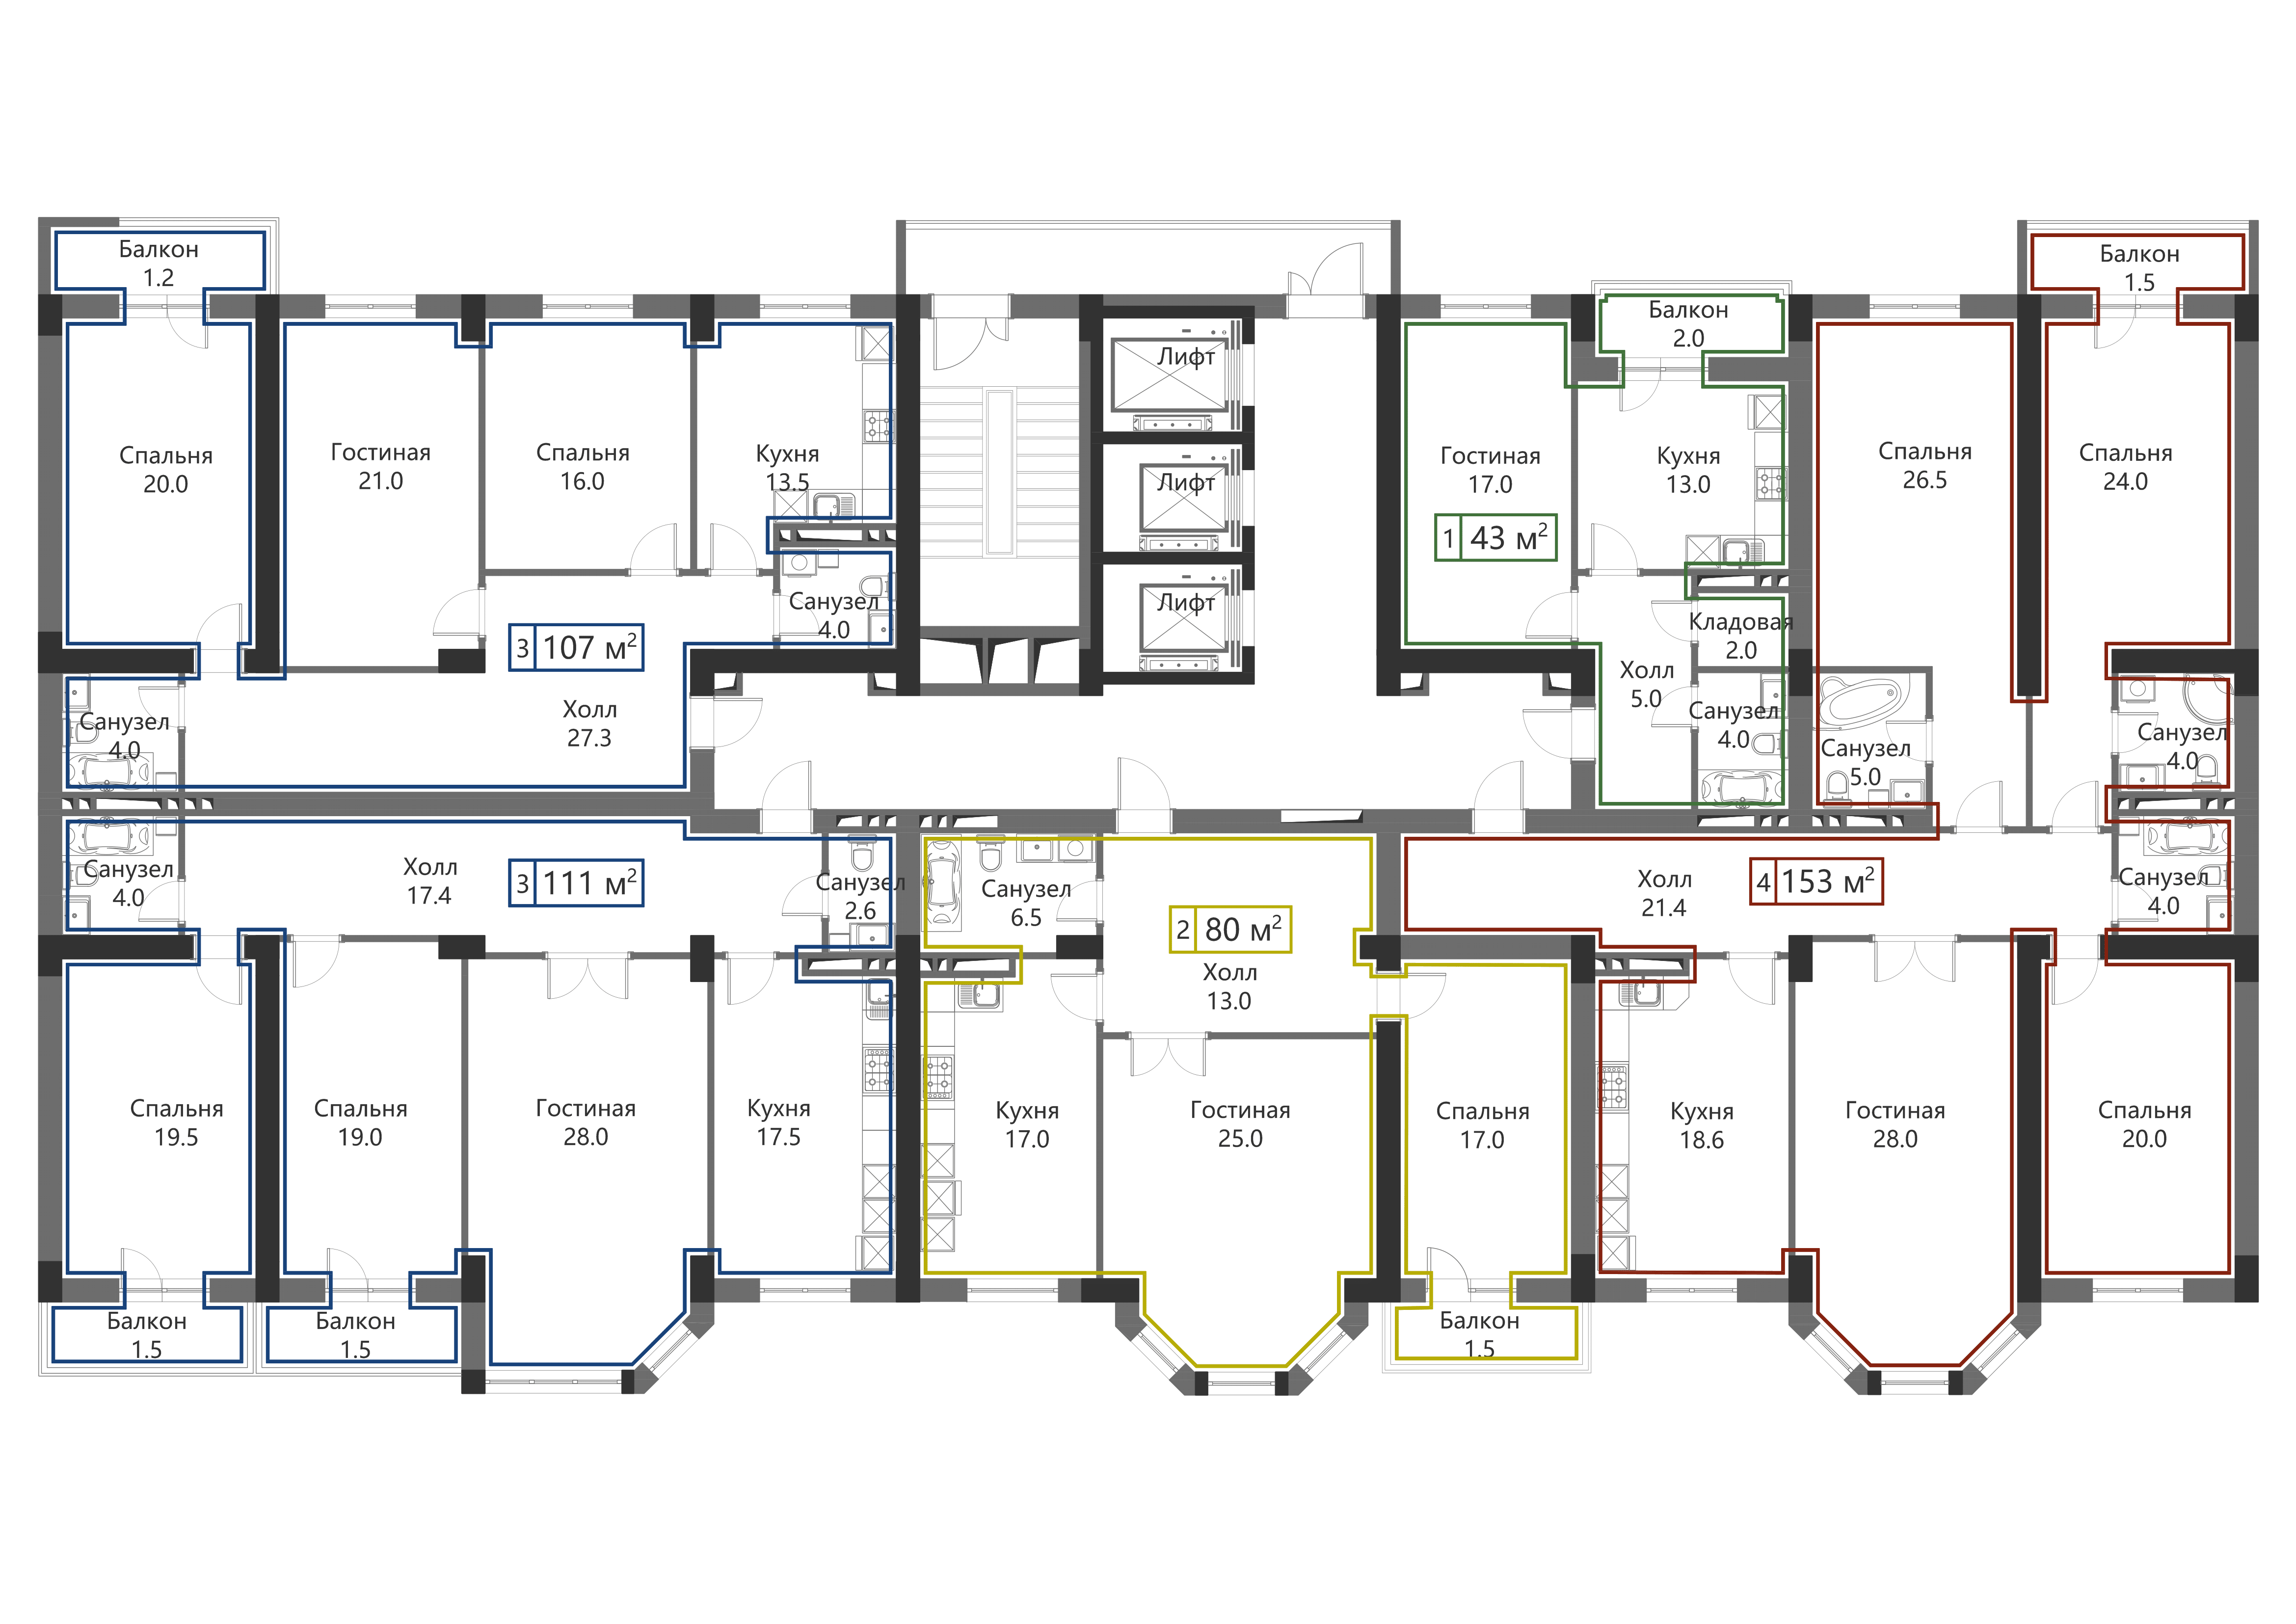 Балкон
1.2
Спальня
20.0
Гостиная
21.0
Спальня
16.0
Кухня
13.5
Санузел
4.0
3 107 м²
Санузел
4.0
Холл
27.3
Лифт
Лифт
Лифт
Гостиная
17.0
1 43 м²
Балкон
2.0
Кухня
13.0
Кладовая
2.0
Холл
5.0
Санузел
4.0
Балкон
1.5
Спальня
26.5
Спальня
24.0
Санузел
5.0
Санузел
4.0
Санузел
4.0
Холл
17.4
3 111 м²
Санузел
2.6
Спальня
19.5
Спальня
19.0
Гостиная
28.0
Кухня
17.5
Балкон
1.5
Балкон
1.5
Санузел
6.5
2 80 м²
Холл
13.0
Кухня
17.0
Гостиная
25.0
Спальня
17.0
Балкон
1.5
Холл
21.4
4 153 м²
Санузел
4.0
Кухня
18.6
Гостиная
28.0
Спальня
20.0